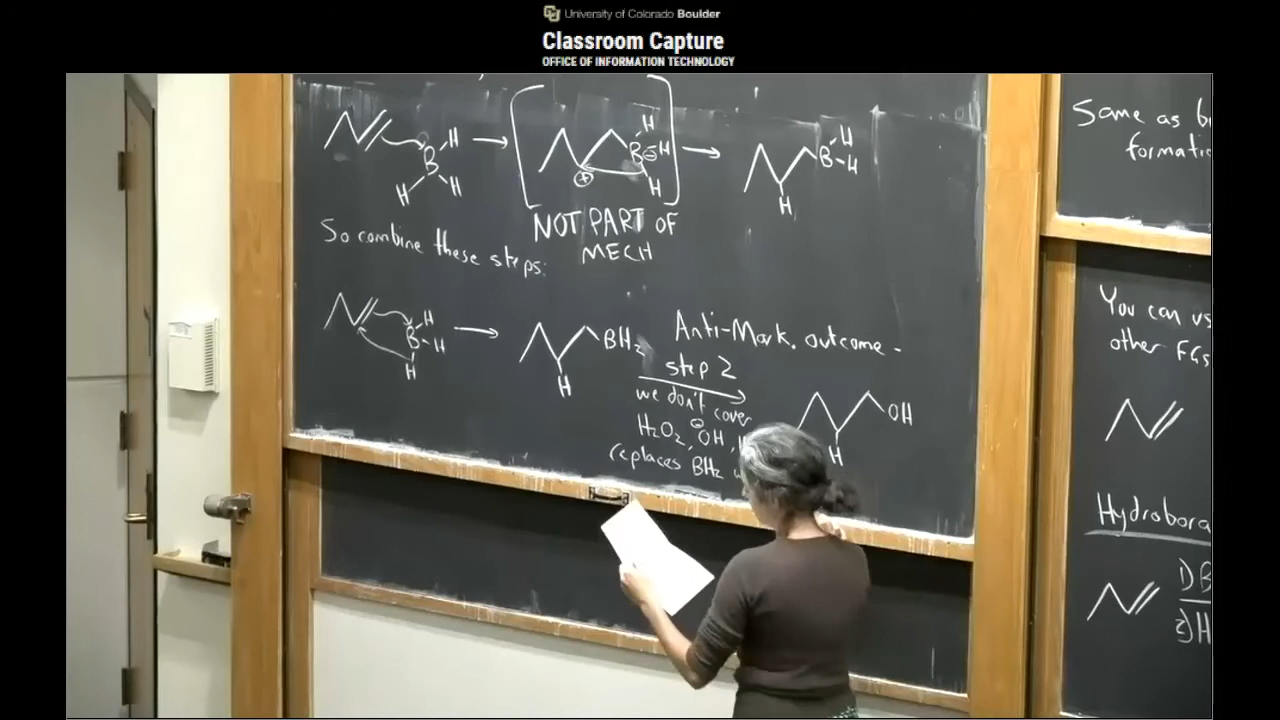 University of Colorado Boulder
Classroom Capture
OFFICE OF INFORMATION TECHNOLOGY
B H H H
B H H H
B H H
H
NOT PART OF
MECH
So combine these steps:
B H H H
BH2
H
Anti-Mark. outcome -
step 2
we don't cover
H2O2, OH
replaces BH2
OH
H
Same as
formati
You can
other FGs
Hydrobora
1) B
2) H